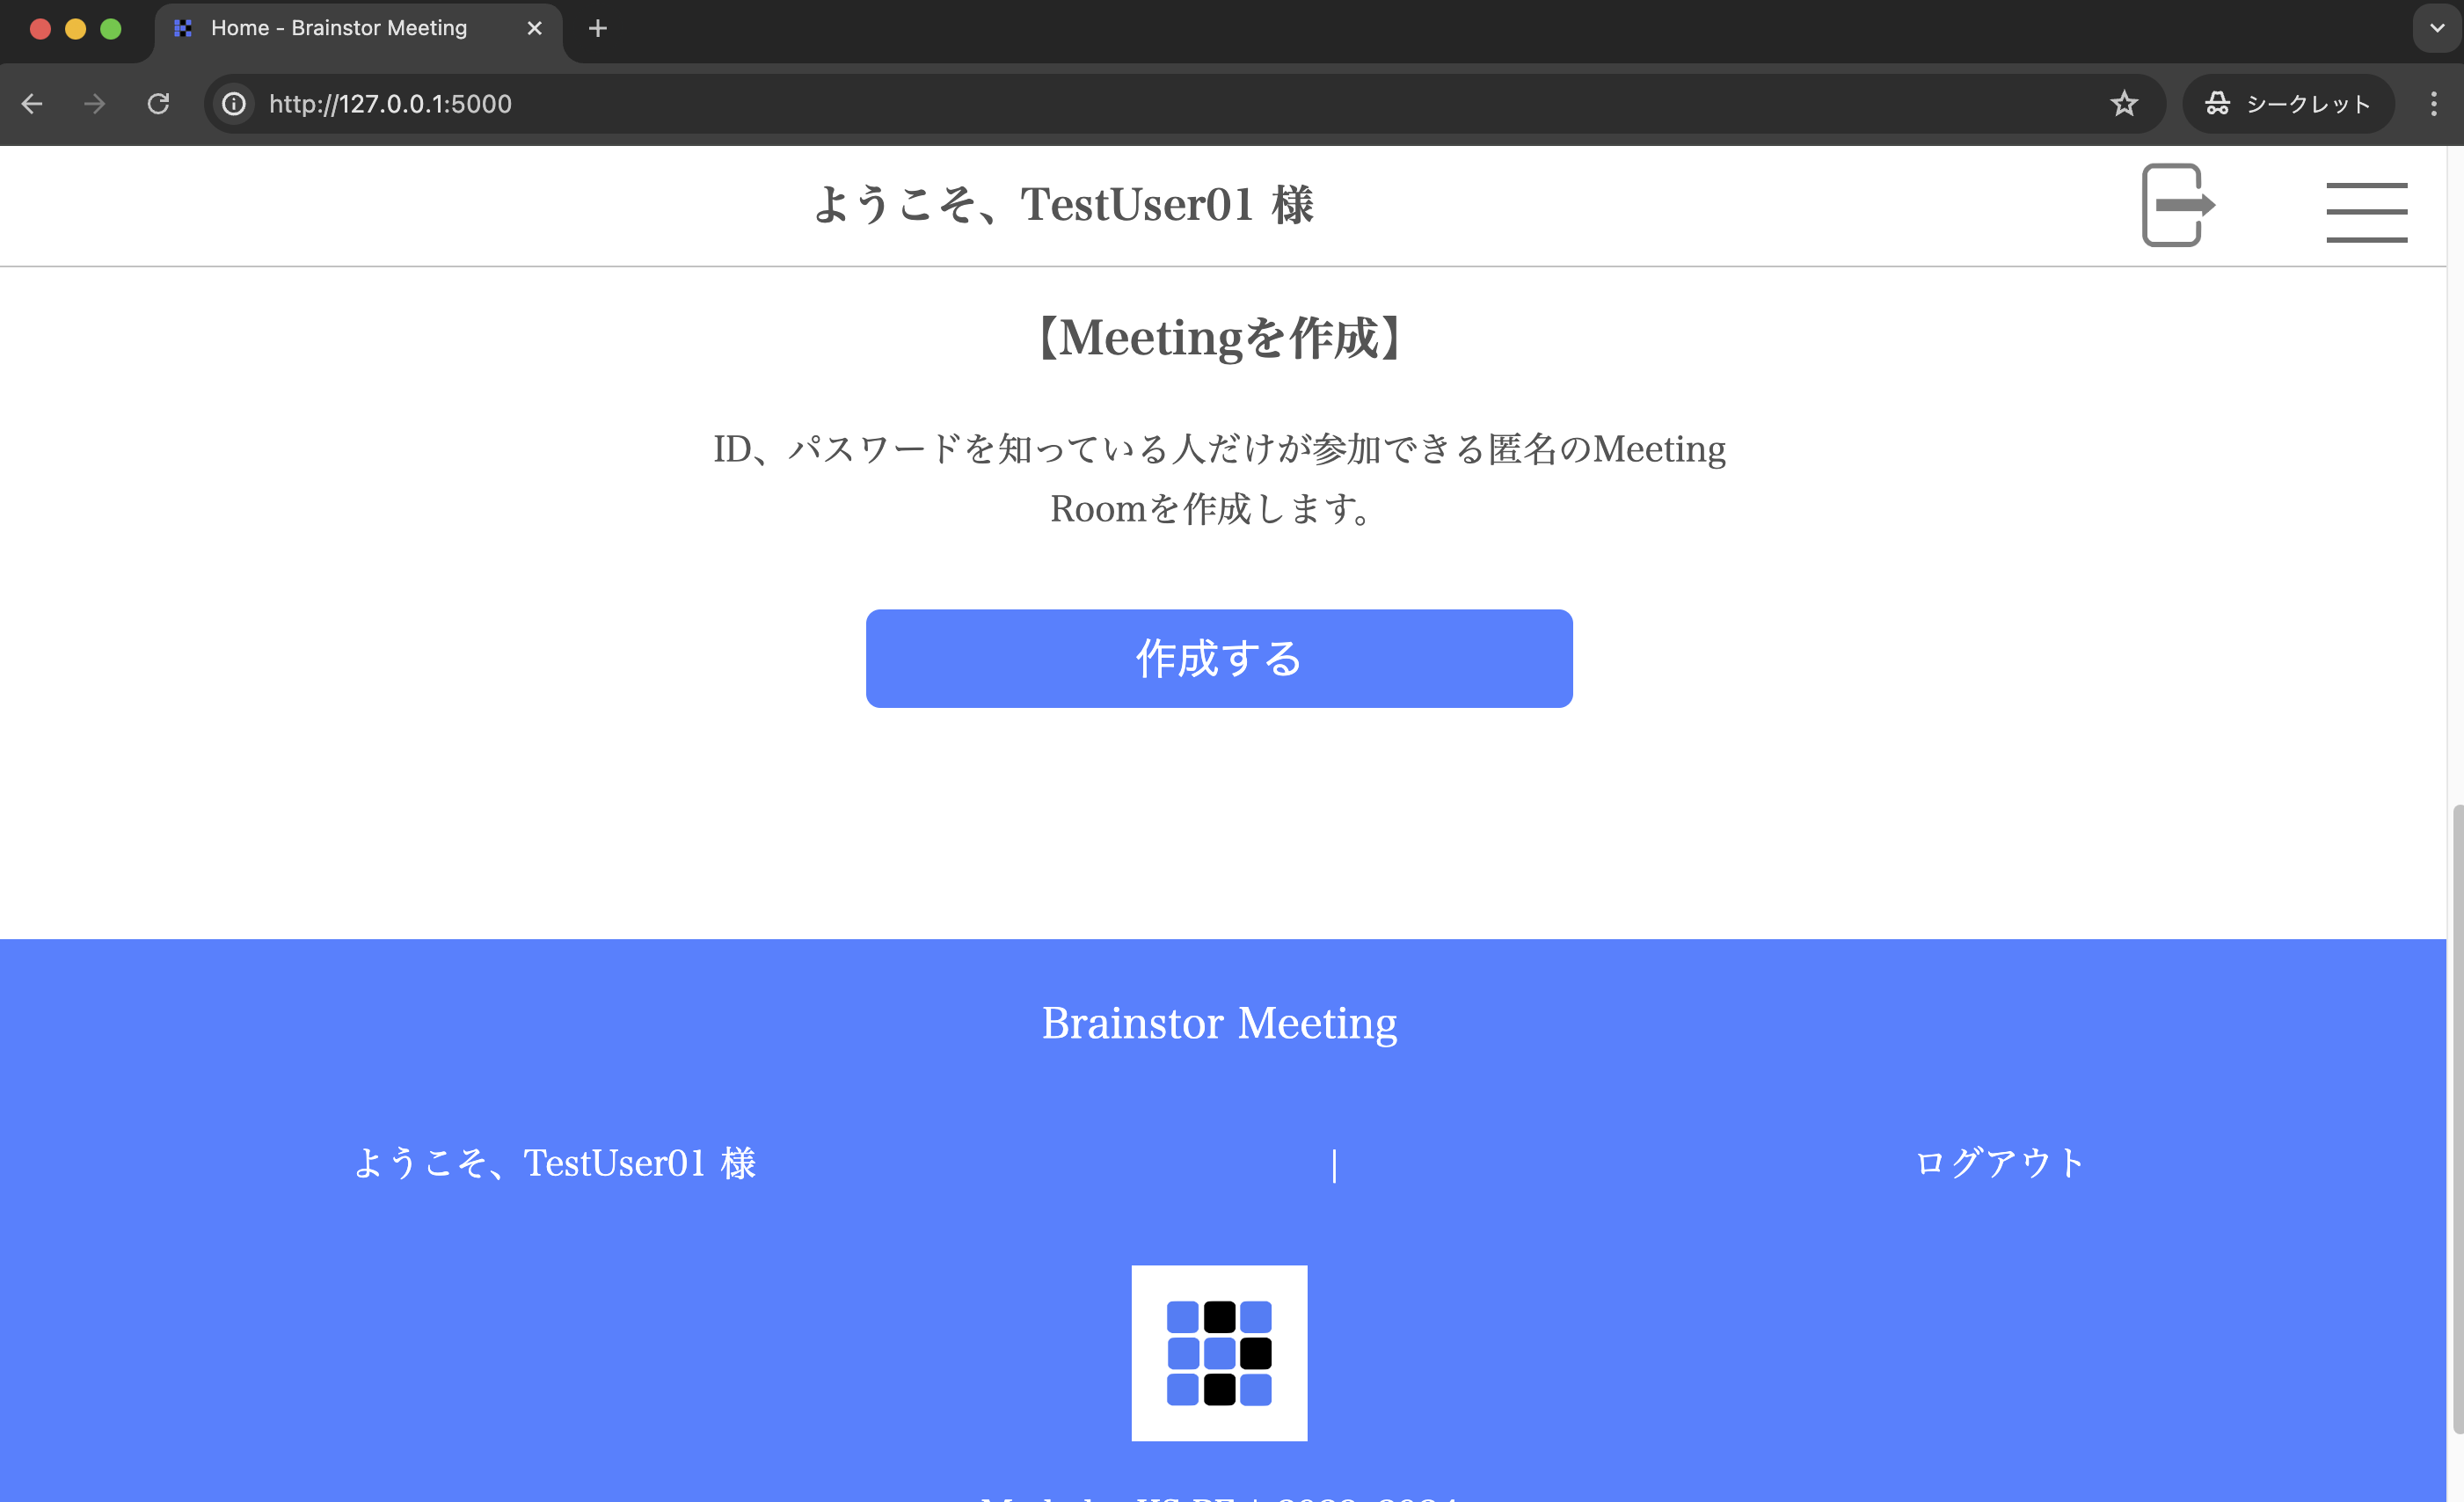 Home - Brainstor Meeting
http://127.0.0.1:5000
シークレット
ようこそ、TestUser01 様
【Meetingを作成】
ID、パスワードを知っている人だけが参加できる匿名のMeeting
Roomを作成します。
作成する
Brainstor Meeting
ようこそ、TestUser01 様 | ログアウト